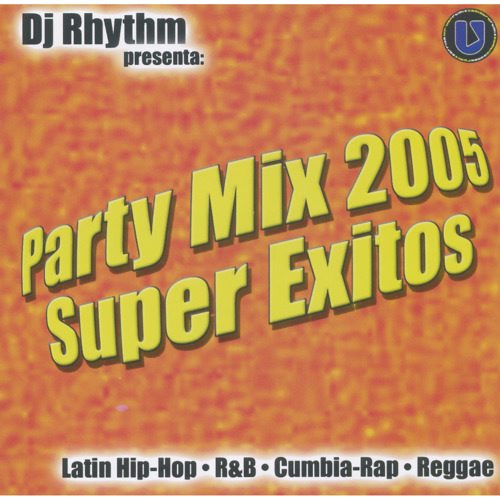 Dj Rhythm
presenta:
U
Party Mix 2005
Super Exitos
Latin Hip-Hop • R&B • Cumbia-Rap • Reggae